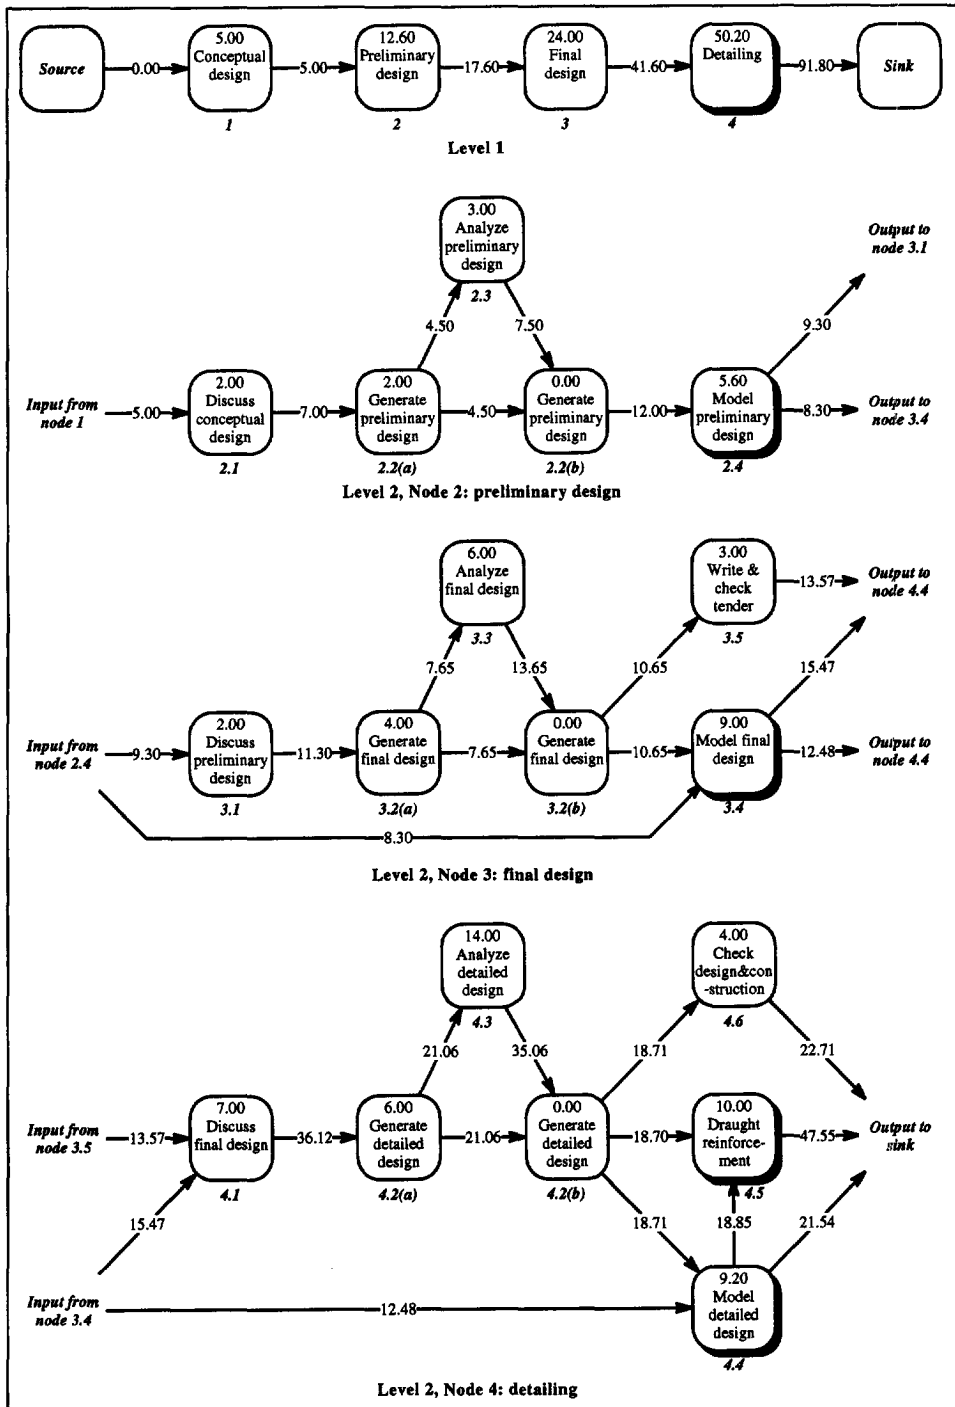 5.00
12.60
24.00
50.20
Source
0.00
Conceptual
design
5.00
Preliminary
design
17.60
Final
design
41.60
Detailing
91.80
Sink
1
2
3
4
Level 1
3.00
Analyze
preliminary
design
2.3
Output to
node 3.1
4.50
7.50
9.30
Input from
node 1
5.00
2.00
Discuss
conceptual
design
2.1
7.00
2.00
Generate
preliminary
design
2.2(a)
4.50
0.00
Generate
preliminary
design
2.2(b)
12.00
5.60
Model
preliminary
design
2.4
8.30
Output to
node 3.4
Level 2, Node 2: preliminary design
6.00
Analyze
final design
3.3
3.00
Write &
check
tender
3.5
13.57
Output to
node 4.4
7.65
13.65
10.65
15.47
Input from
node 2.4
9.30
2.00
Discuss
preliminary
design
3.1
11.30
4.00
Generate
final design
3.2(a)
7.65
0.00
Generate
final design
3.2(b)
10.65
9.00
Model final
design
3.4
12.48
Output to
node 4.4
8.30
Level 2, Node 3: final design
14.00
Analyze
detailed
design
4.3
4.00
Check
design&con
-struction
4.6
21.06
35.06
18.71
22.71
Input from
node 3.5
13.57
7.00
Discuss
final design
4.1
36.12
6.00
Generate
detailed
design
4.2(a)
21.06
0.00
Generate
detailed
design
4.2(b)
18.70
10.00
Draught
reinforce-
ment
4.5
47.55
Output to
sink
15.47
18.71
18.85
21.54
Input from
node 3.4
12.48
9.20
Model
detailed
design
4.4
Level 2, Node 4: detailing